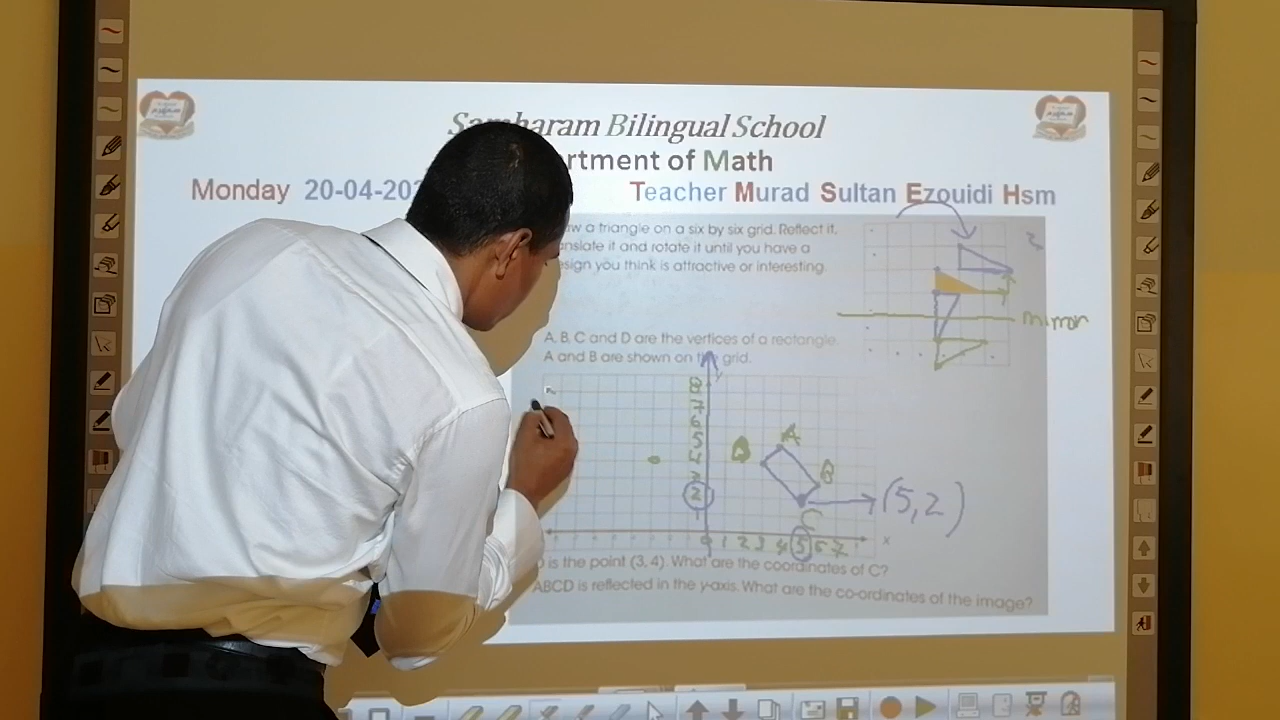 Samharam Bilingual School
rtment of Math
Monday 20-04-202
Teacher Murad Sultan Ezouidi Hsm
w a triangle on a six by six grid. Reflect it,
anslate it and rotate it until you have a
esign you think is attractive or interesting.
mirror
A, B, C and D are the vertices of a rectangle.
A and B are shown on the grid.
y
8
7
6
5
4
2
1
A
D
B
C
(5,2)
0 1 2 3 4 5 6 7
x
D is the point (3, 4). What are the coordinates of C?
ABCD is reflected in the y-axis. What are the co-ordinates of the image?